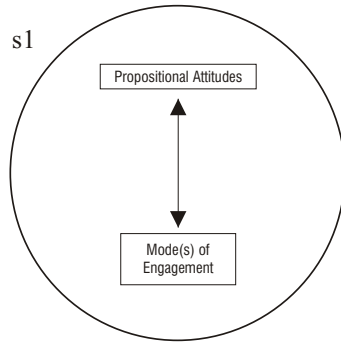 s1
Propositional Attitudes
Mode(s) of
Engagement